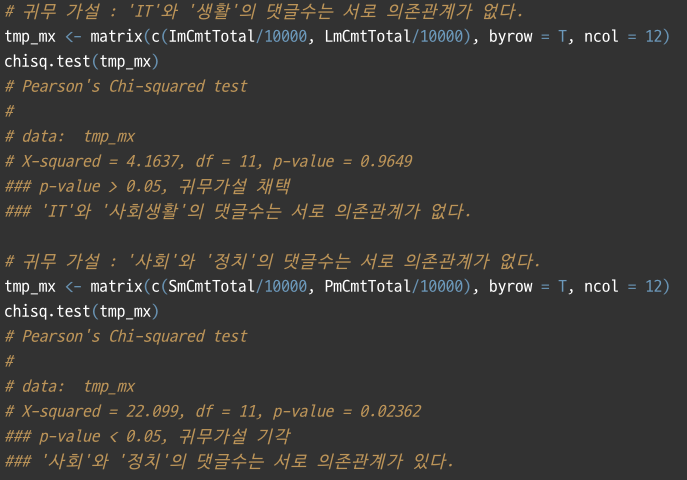 # 귀무 가설 : 'IT'와 '생활'의 댓글수는 서로 의존관계가 없다.
tmp_mx <- matrix(c(ImCmtTotal/10000, LmCmtTotal/10000), byrow = T, ncol = 12)
chisq.test(tmp_mx)
# Pearson's Chi-squared test
#
# data:  tmp_mx
# X-squared = 4.1637, df = 11, p-value = 0.9649
### p-value > 0.05, 귀무가설 채택
### 'IT'와 '사회생활'의 댓글수는 서로 의존관계가 없다.
# 귀무 가설 : '사회'와 '정치'의 댓글수는 서로 의존관계가 없다.
tmp_mx <- matrix(c(SmCmtTotal/10000, PmCmtTotal/10000), byrow = T, ncol = 12)
chisq.test(tmp_mx)
# Pearson's Chi-squared test
#
# data:  tmp_mx
# X-squared = 22.099, df = 11, p-value = 0.02362
### p-value < 0.05, 귀무가설 기각
### '사회'와 '정치'의 댓글수는 서로 의존관계가 있다.